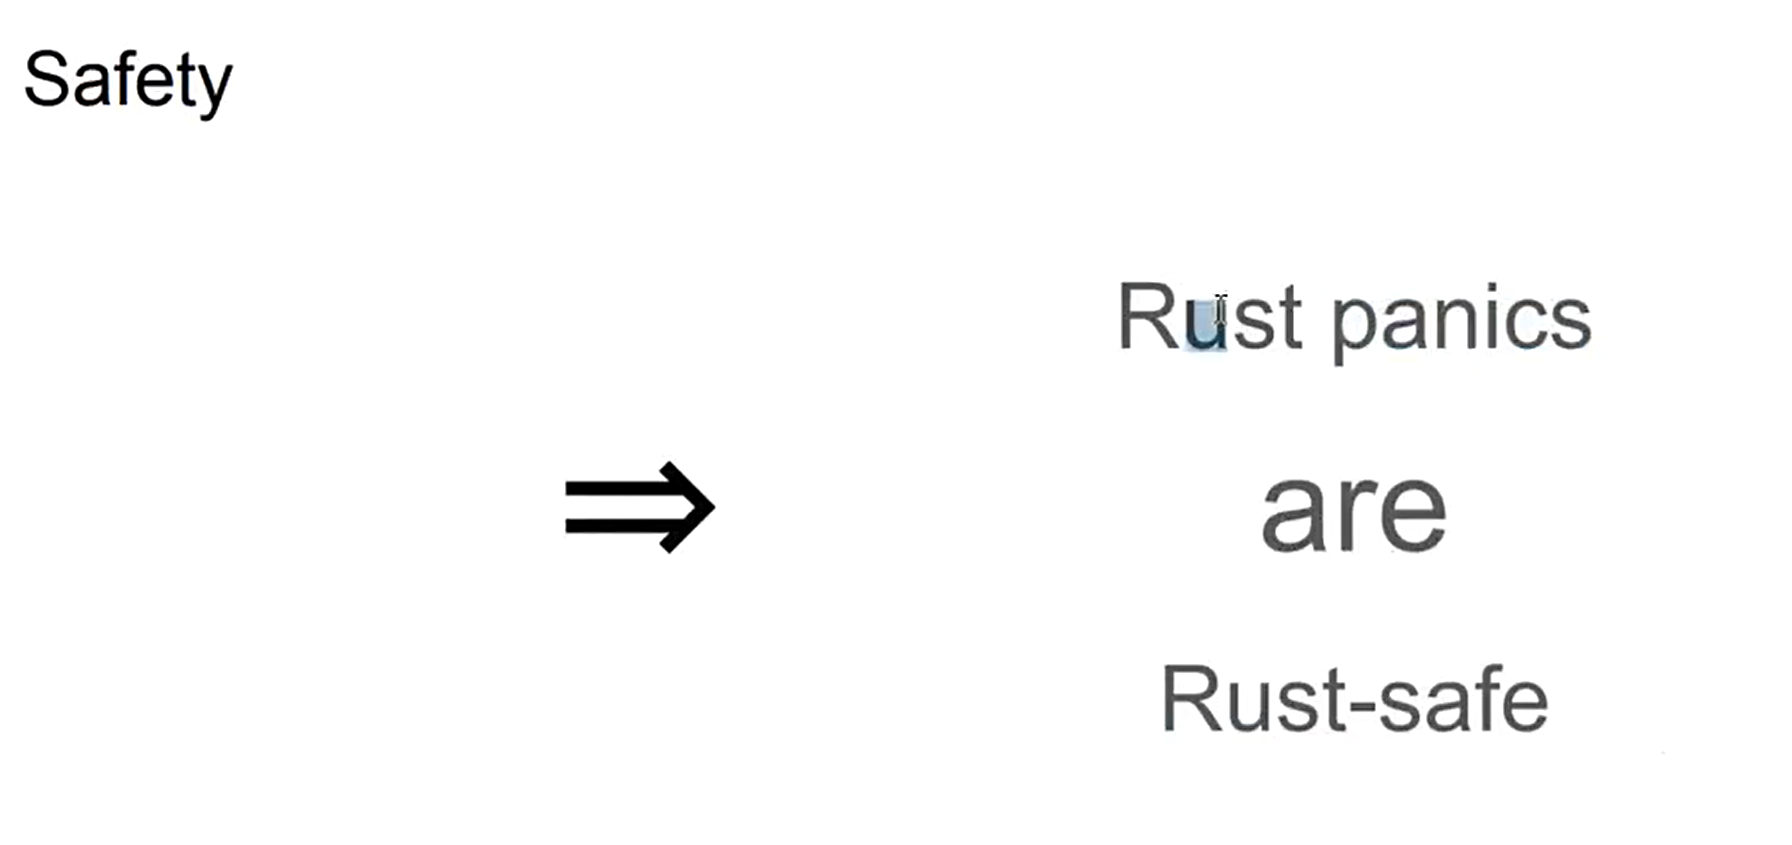 Safety
Rust panics
⇒
are
Rust-safe